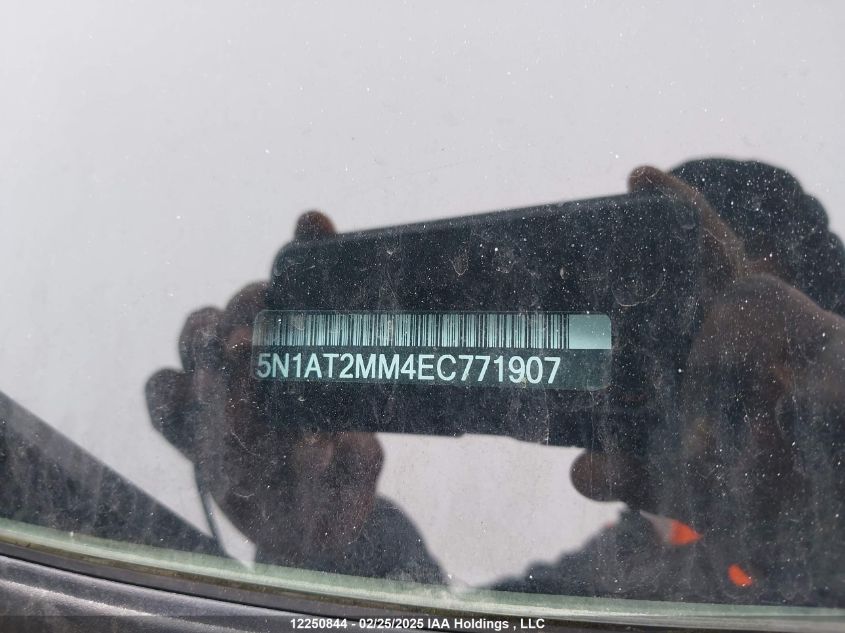 5N1AT2MM4EC771907
12250844 - 02/25/2025 IAA Holdings , LLC